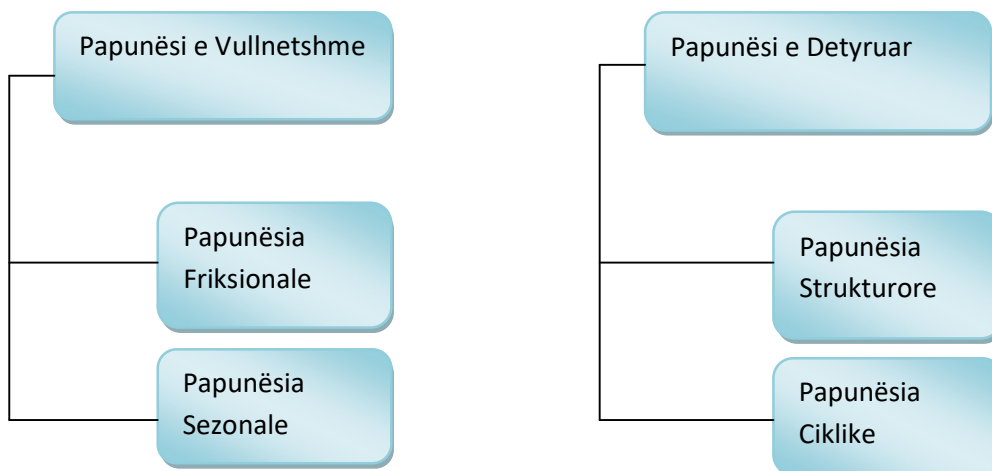 Papunësi e Vullnetshme
Papunësia
Friksionale
Papunësia
Sezonale
Papunësi e Detyruar
Papunësia
Strukturore
Papunësia
Ciklike